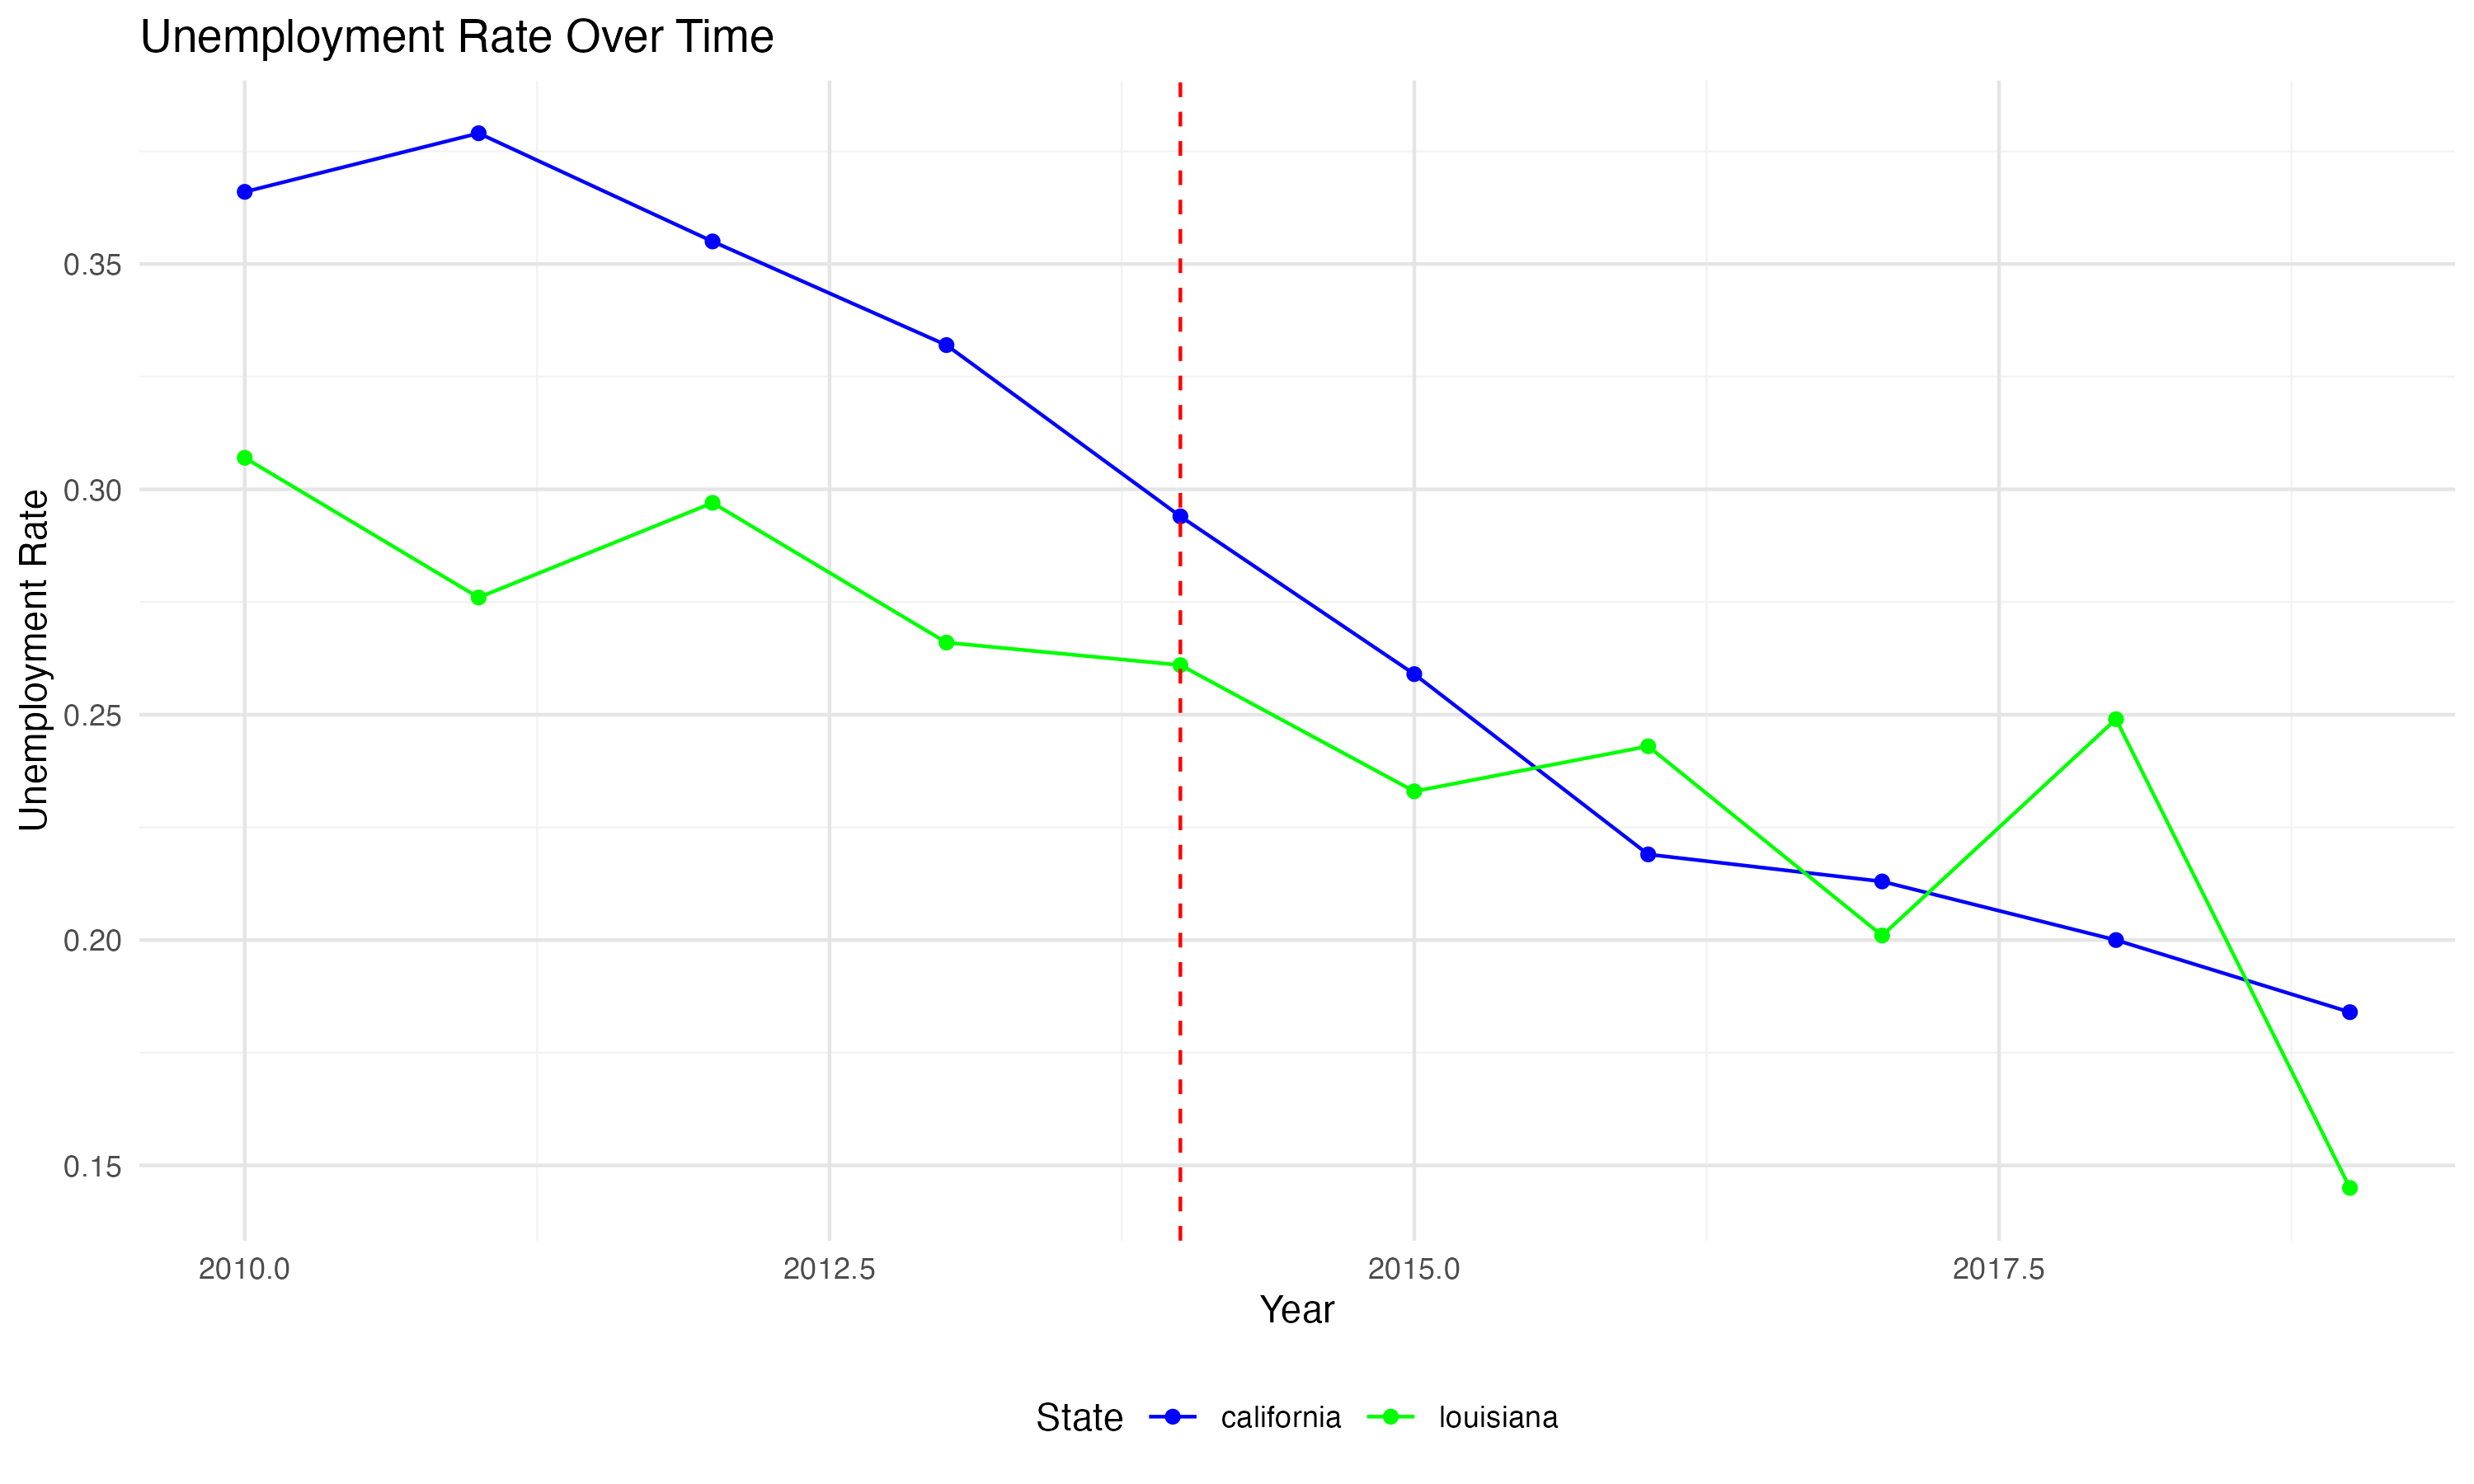 Unemployment Rate Over Time
Unemployment Rate
0.35
0.30
0.25
0.20
0.15
2010.0 2012.5 2015.0 2017.5
Year
State california louisiana